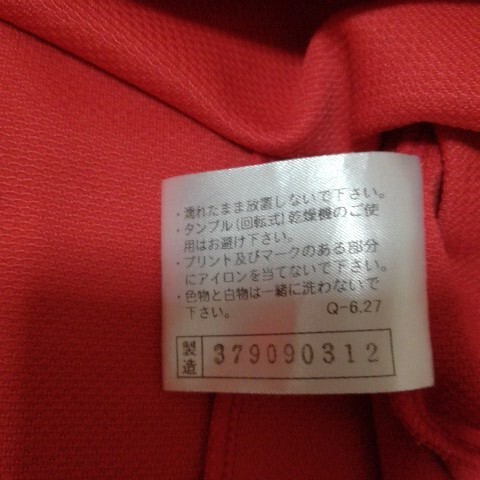 ・濡れたまま放置しないで下さい。
・タンブル(回転式)乾燥機のご使
用はお避け下さい。
・プリント及びマークのある部分
にアイロンを当てないで下さい。
・色物と白物は一緒に洗わないで
下さい。 Q-6.27
製造 379090312